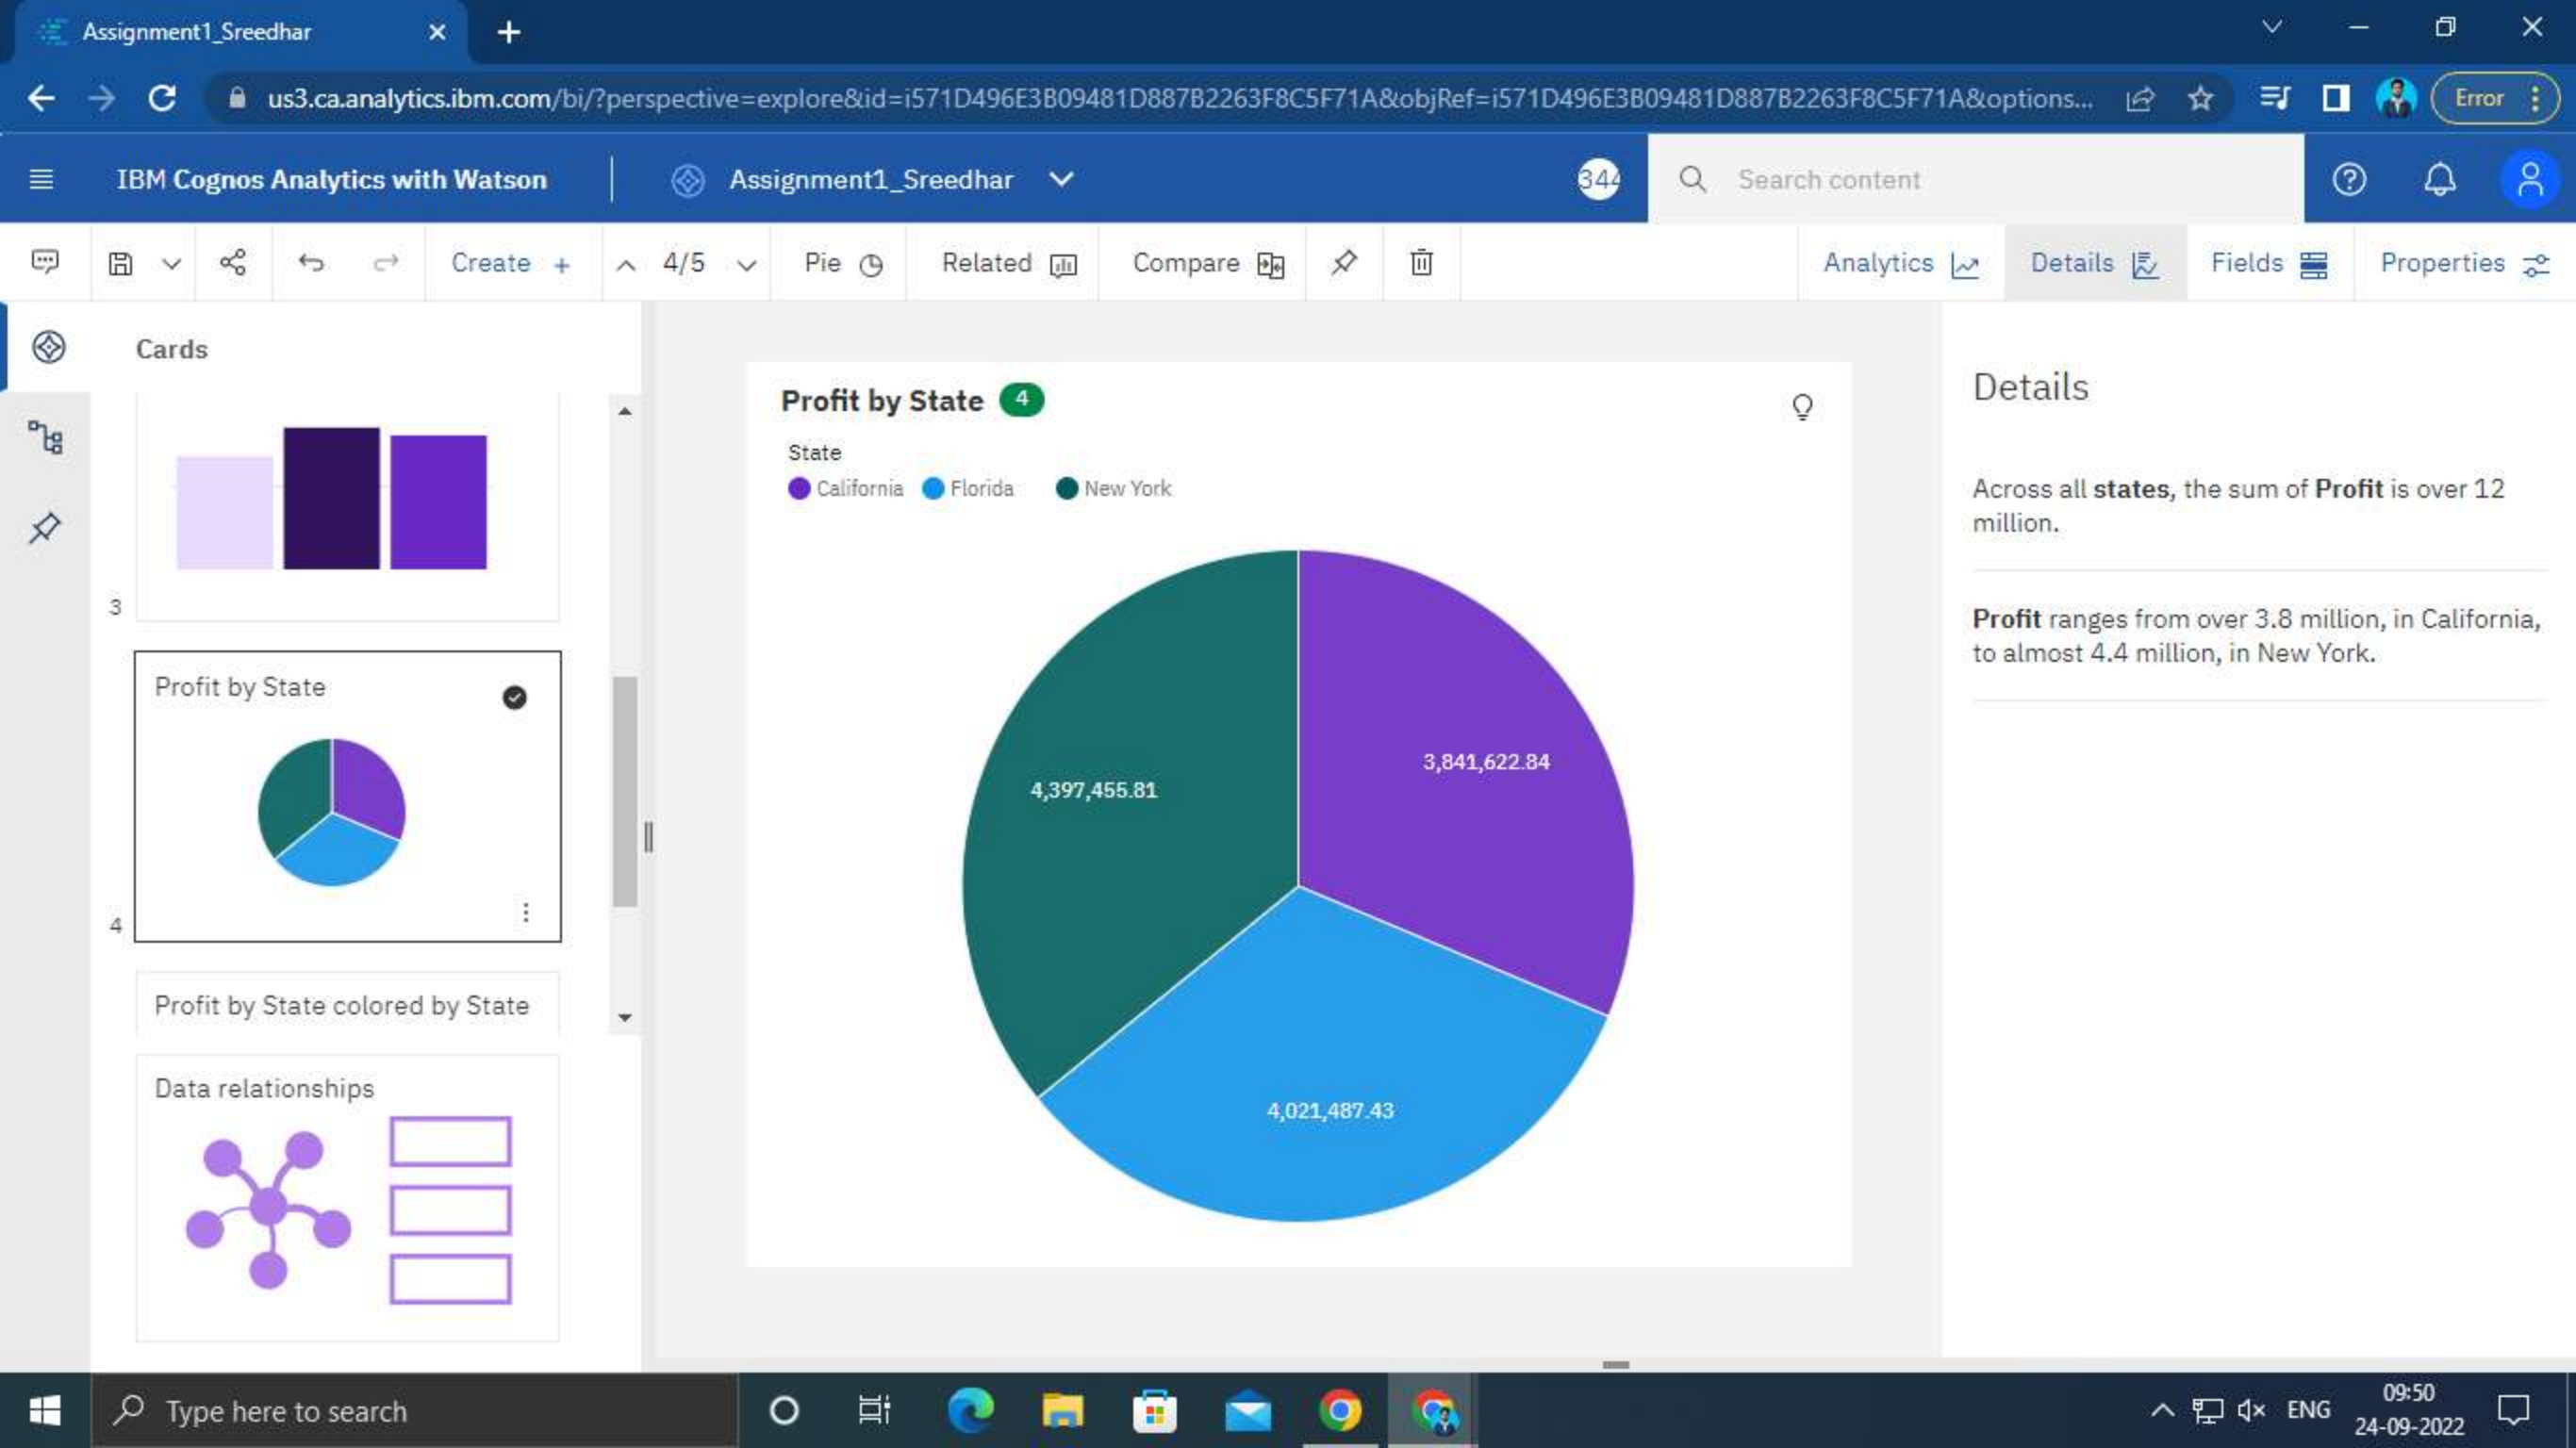 Assignment1_Sreedhar
us3.ca.analytics.ibm.com/bi/?perspective=explore&id=i571D496E3B09481D887B2263F8C5F71A&objRef=i571D496E3B09481D887B2263F8C5F71A&options...
Error
IBM Cognos Analytics with Watson
Assignment1_Sreedhar
344
Search content
Create
4/5
Pie
Related
Compare
Analytics
Details
Fields
Properties
Cards
3
Profit by State
4
Profit by State colored by State
Data relationships
Profit by State 4
State
California Florida New York
3,841,622.84
4,397,455.81
4,021,487.43
Details
Across all states, the sum of Profit is over 12
million.
Profit ranges from over 3.8 million, in California,
to almost 4.4 million, in New York.
Type here to search
ENG
09:50
24-09-2022